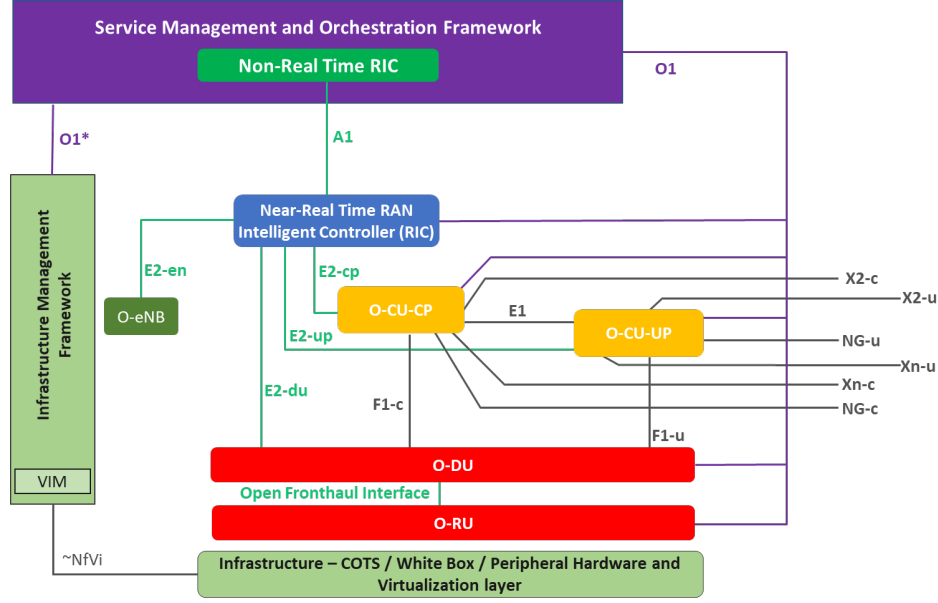 Service Management and Orchestration Framework
Non-Real Time RIC
O1
O1*
A1
Near-Real Time RAN
Intelligent Controller (RIC)
Infrastructure Management
Framework
E2-en
E2-cp
X2-c
O-eNB
O-CU-CP
E1
X2-u
E2-up
O-CU-UP
NG-u
Xn-u
E2-du
Xn-c
F1-c
NG-c
F1-u
O-DU
VIM
Open Fronthaul Interface
O-RU
~NfVi
Infrastructure – COTS / White Box / Peripheral Hardware and
Virtualization layer